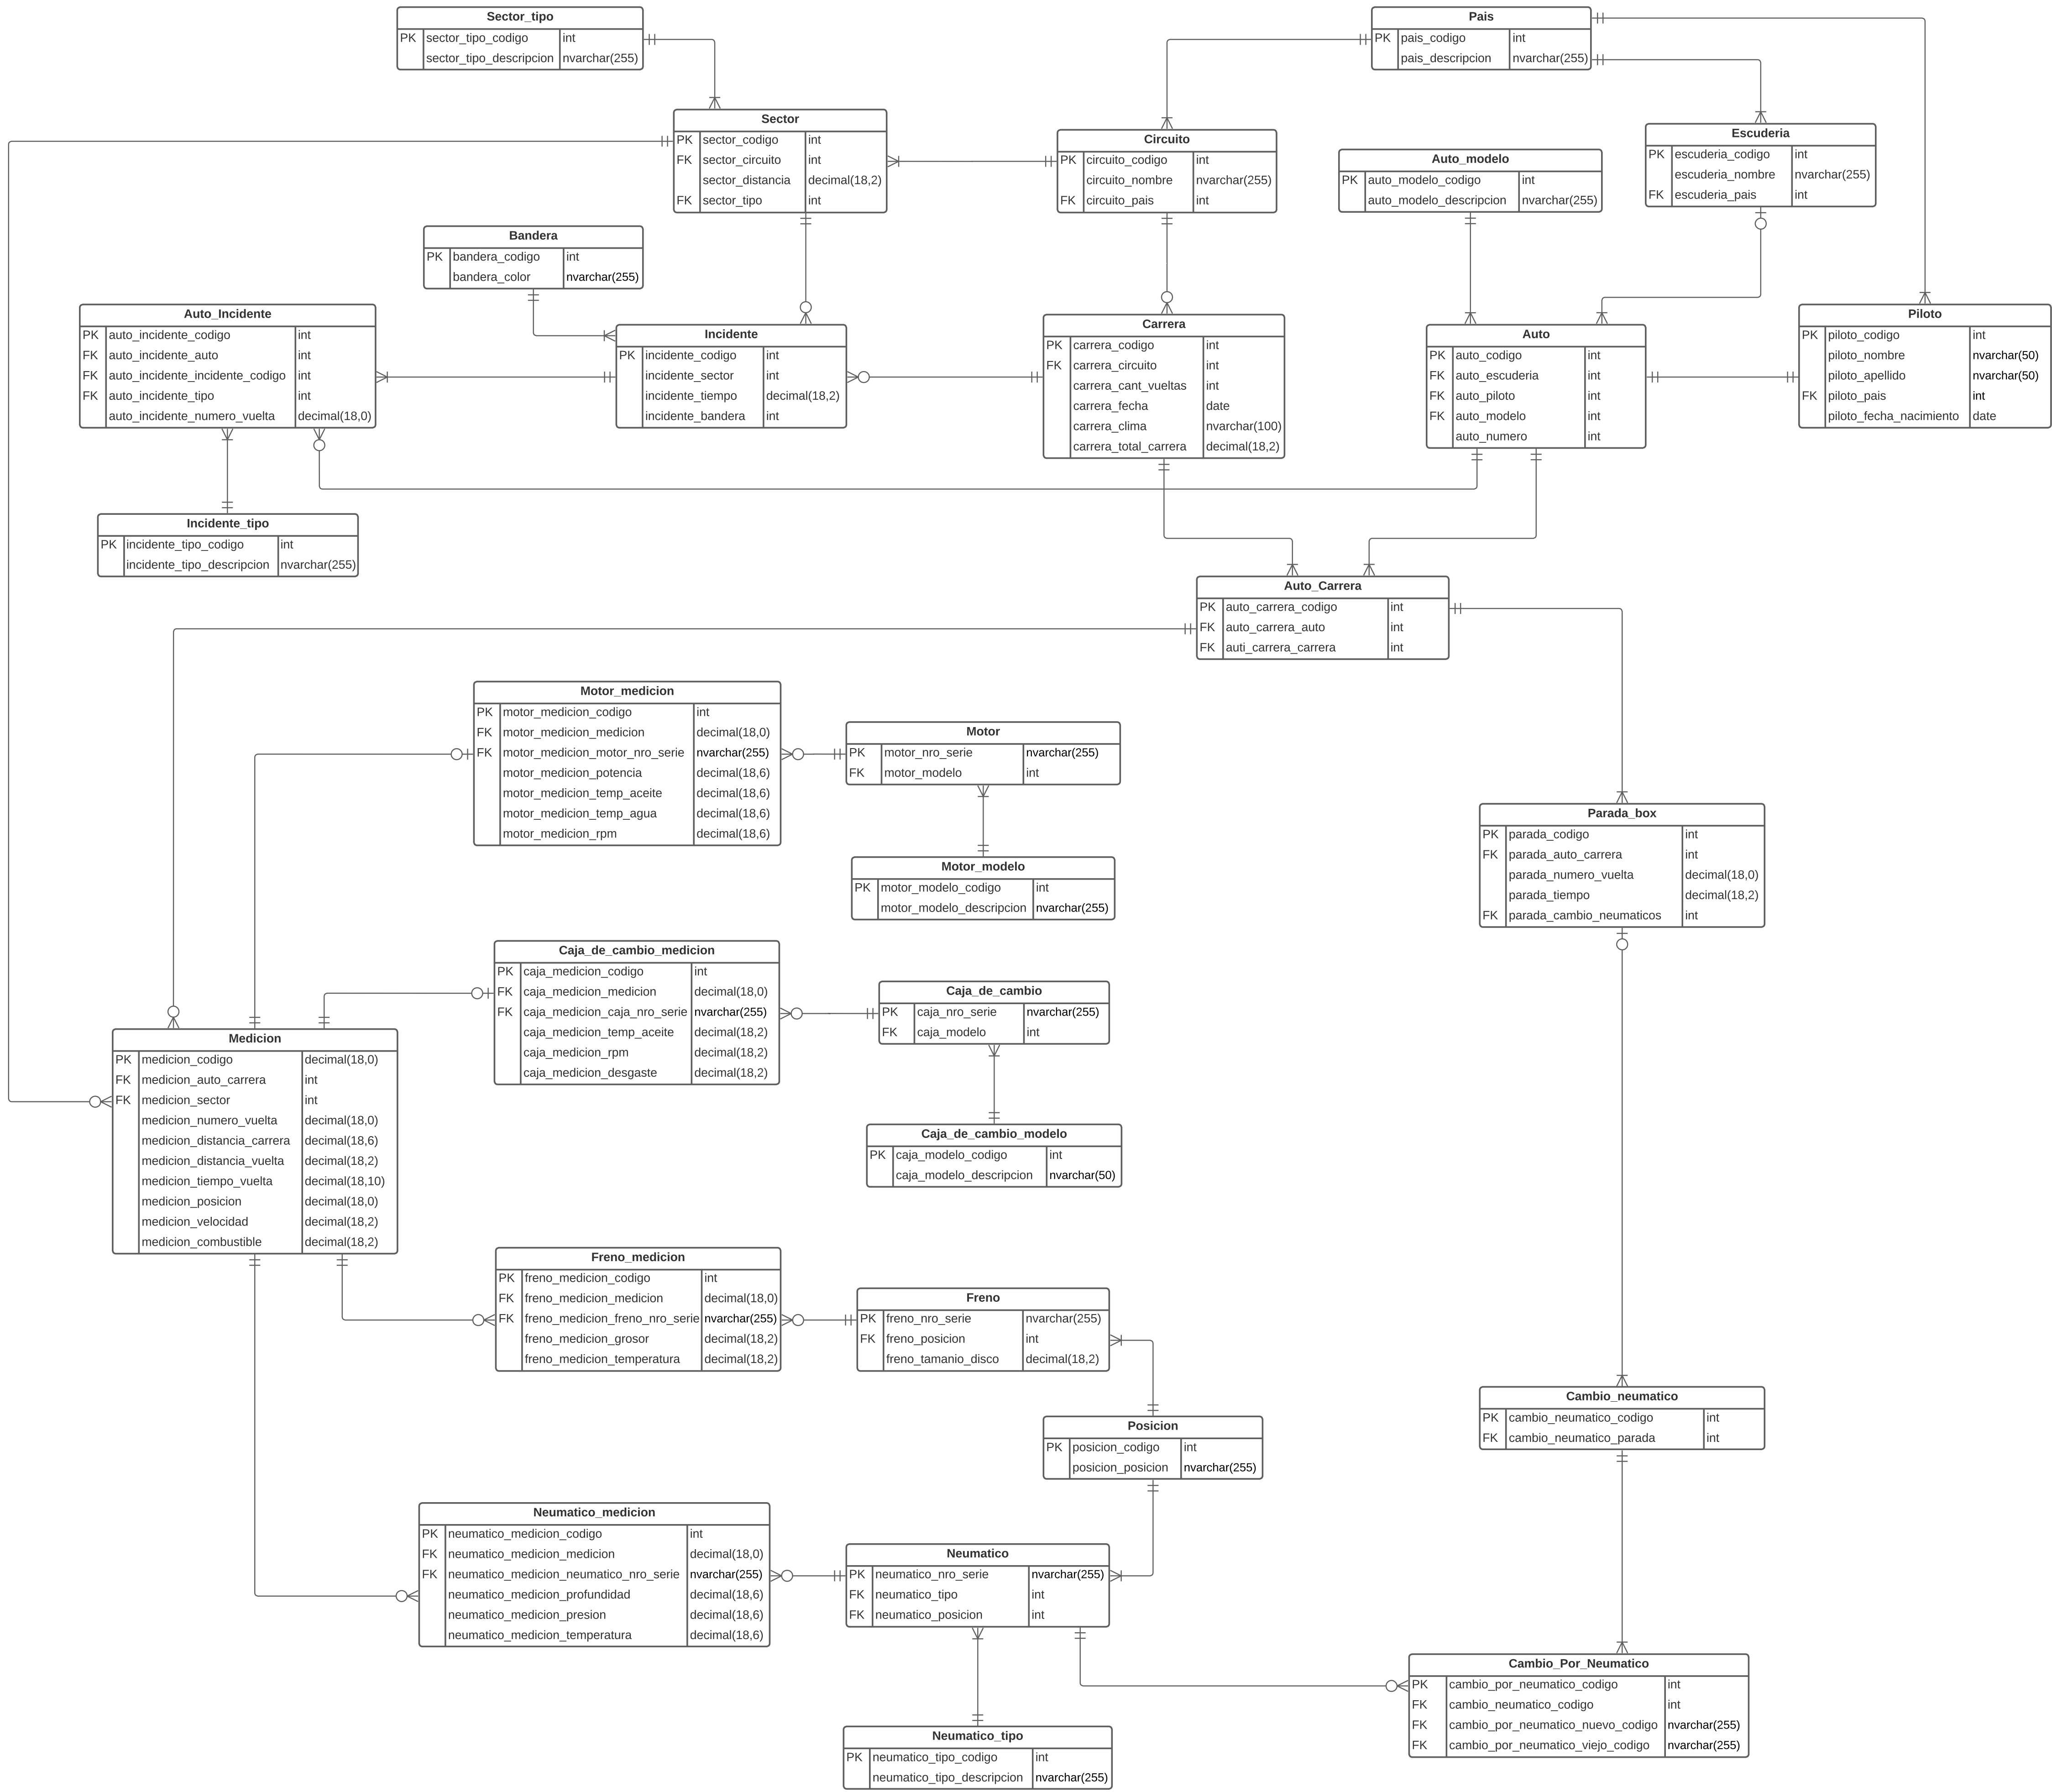 Sector_tipo
PK sector_tipo_codigo int
sector_tipo_descripcion nvarchar(255)
Pais
PK pais_codigo int
pais_descripcion nvarchar(255)
Sector
PK sector_codigo int
FK sector_circuito int
sector_distancia decimal(18,2)
FK sector_tipo int
Circuito
PK circuito_codigo int
circuito_nombre nvarchar(255)
FK circuito_pais int
Auto_modelo
PK auto_modelo_codigo int
auto_modelo_descripcion nvarchar(255)
Escuderia
PK escuderia_codigo int
escuderia_nombre nvarchar(255)
FK escuderia_pais int
Bandera
PK bandera_codigo int
bandera_color nvarchar(255)
Auto_Incidente
PK auto_incidente_codigo int
FK auto_incidente_auto int
FK auto_incidente_incidente_codigo int
FK auto_incidente_tipo int
auto_incidente_numero_vuelta decimal(18,0)
Incidente
PK incidente_codigo int
incidente_sector int
incidente_tiempo decimal(18,2)
incidente_bandera int
Carrera
PK carrera_codigo int
FK carrera_circuito int
carrera_cant_vueltas int
carrera_fecha date
carrera_clima nvarchar(100)
carrera_total_carrera decimal(18,2)
Auto
PK auto_codigo int
FK auto_escuderia int
FK auto_piloto int
FK auto_modelo int
auto_numero int
Piloto
PK piloto_codigo int
piloto_nombre nvarchar(50)
piloto_apellido nvarchar(50)
FK piloto_pais int
piloto_fecha_nacimiento date
Incidente_tipo
PK incidente_tipo_codigo int
incidente_tipo_descripcion nvarchar(255)
Auto_Carrera
PK auto_carrera_codigo int
FK auto_carrera_auto int
FK auti_carrera_carrera int
Motor_medicion
PK motor_medicion_codigo int
FK motor_medicion_medicion decimal(18,0)
FK motor_medicion_motor_nro_serie nvarchar(255)
motor_medicion_potencia decimal(18,6)
motor_medicion_temp_aceite decimal(18,6)
motor_medicion_temp_agua decimal(18,6)
motor_medicion_rpm decimal(18,6)
Motor
PK motor_nro_serie nvarchar(255)
FK motor_modelo int
Motor_modelo
PK motor_modelo_codigo int
motor_modelo_descripcion nvarchar(255)
Parada_box
PK parada_codigo int
FK parada_auto_carrera int
parada_numero_vuelta decimal(18,0)
parada_tiempo decimal(18,2)
FK parada_cambio_neumaticos int
Caja_de_cambio_medicion
PK caja_medicion_codigo int
FK caja_medicion_medicion decimal(18,0)
FK caja_medicion_caja_nro_serie nvarchar(255)
caja_medicion_temp_aceite decimal(18,2)
caja_medicion_rpm decimal(18,2)
caja_medicion_desgaste decimal(18,2)
Caja_de_cambio
PK caja_nro_serie nvarchar(255)
FK caja_modelo int
Caja_de_cambio_modelo
PK caja_modelo_codigo int
caja_modelo_descripcion nvarchar(50)
Medicion
PK medicion_codigo decimal(18,0)
FK medicion_auto_carrera int
FK medicion_sector int
medicion_numero_vuelta decimal(18,0)
medicion_distancia_carrera decimal(18,6)
medicion_distancia_vuelta decimal(18,2)
medicion_tiempo_vuelta decimal(18,10)
medicion_posicion decimal(18,0)
medicion_velocidad decimal(18,2)
medicion_combustible decimal(18,2)
Freno_medicion
PK freno_medicion_codigo int
FK freno_medicion_medicion decimal(18,0)
FK freno_medicion_freno_nro_serie nvarchar(255)
freno_medicion_grosor decimal(18,2)
freno_medicion_temperatura decimal(18,2)
Freno
PK freno_nro_serie nvarchar(255)
FK freno_posicion int
freno_tamanio_disco decimal(18,2)
Posicion
PK posicion_codigo int
posicion_posicion nvarchar(255)
Cambio_neumatico
PK cambio_neumatico_codigo int
FK cambio_neumatico_parada int
Neumatico_medicion
PK neumatico_medicion_codigo int
FK neumatico_medicion_medicion decimal(18,0)
FK neumatico_medicion_neumatico_nro_serie nvarchar(255)
neumatico_medicion_profundidad decimal(18,6)
neumatico_medicion_presion decimal(18,6)
neumatico_medicion_temperatura decimal(18,6)
Neumatico
PK neumatico_nro_serie nvarchar(255)
FK neumatico_tipo int
FK neumatico_posicion int
Cambio_Por_Neumatico
PK cambio_por_neumatico_codigo int
FK cambio_neumatico_codigo int
FK cambio_por_neumatico_nuevo_codigo nvarchar(255)
FK cambio_por_neumatico_viejo_codigo nvarchar(255)
Neumatico_tipo
PK neumatico_tipo_codigo int
neumatico_tipo_descripcion nvarchar(255)